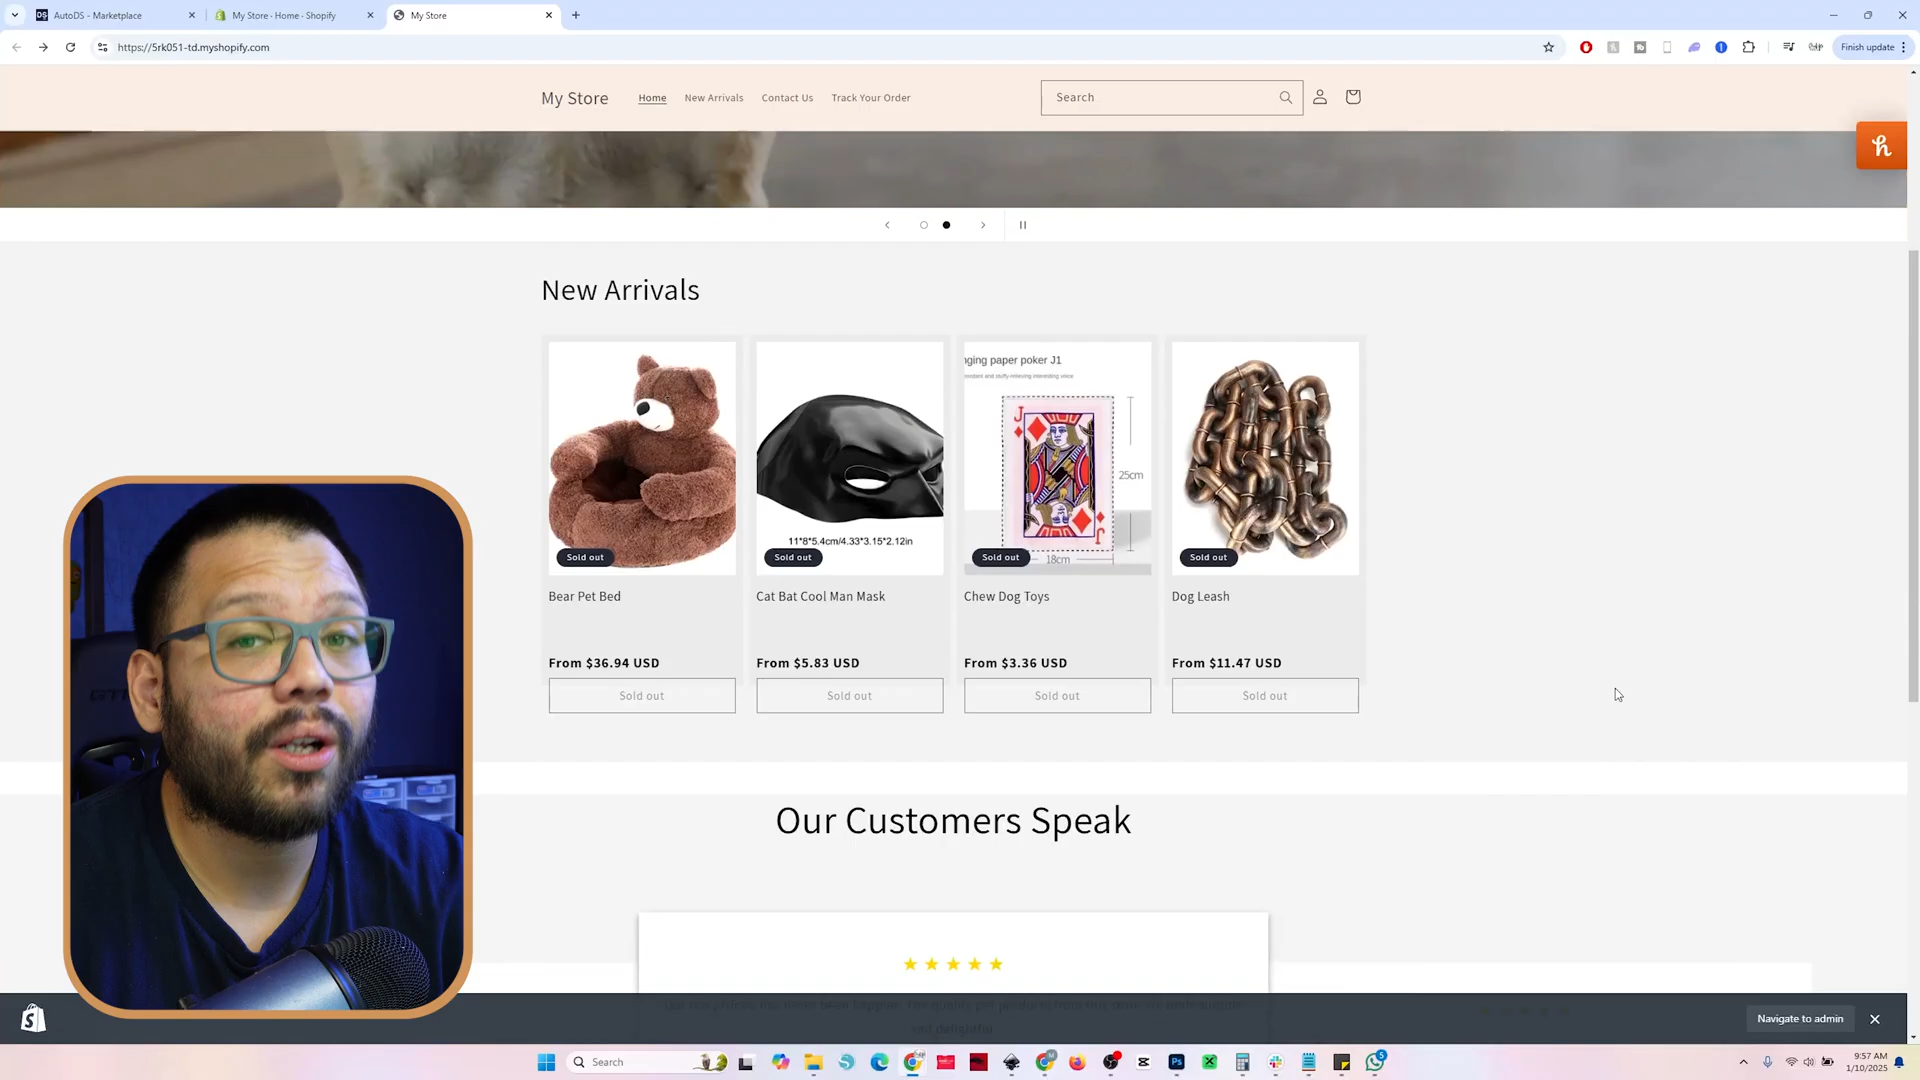 AutoDS - Marketplace
My Store · Home · Shopify
My Store
https://5rk051-td.myshopify.com
Finish update
My Store
Home
New Arrivals
Contact Us
Track Your Order
Search
New Arrivals
nging paper poker J1
25cm
11*8*5.4cm/4.33*3.15*2.12in
18cm
Sold out
Sold out
Sold out
Sold out
Bear Pet Bed
Cat Bat Cool Man Mask
Chew Dog Toys
Dog Leash
From $36.94 USD
From $5.83 USD
From $3.36 USD
From $11.47 USD
Sold out
Sold out
Sold out
Sold out
Our Customers Speak
and delightful
Navigate to admin
Search
9:57 AM
1/10/2025